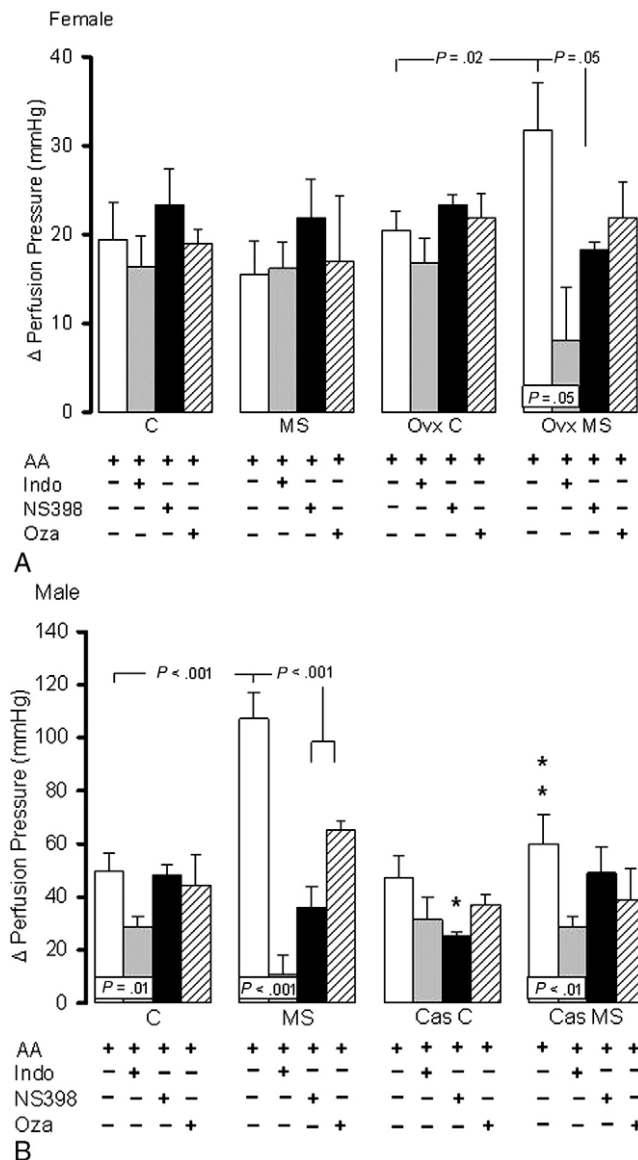 Female
Δ Perfusion Pressure (mmHg)
40
30
20
10
0
P = .02
P = .05
P = .05
C MS Ovx C Ovx MS
AA + + + + + + + + + + + + + + + +
Indo – + – – – + – – – + – – – + – –
NS398 – – + – – – + – – – + – – – + –
Oza – – – + – – – + – – – + – – – +
A
Male
Δ Perfusion Pressure (mmHg)
140
120
100
80
60
40
20
0
P < .001
P < .001
*
*
*
P = .01
P < .001
P < .01
C MS Cas C Cas MS
AA + + + + + + + + + + + + + + + +
Indo – + – – – + – – – + – – – + – –
NS398 – – + – – – + – – – + – – – + –
Oza – – – + – – – + – – – + – – – +
B